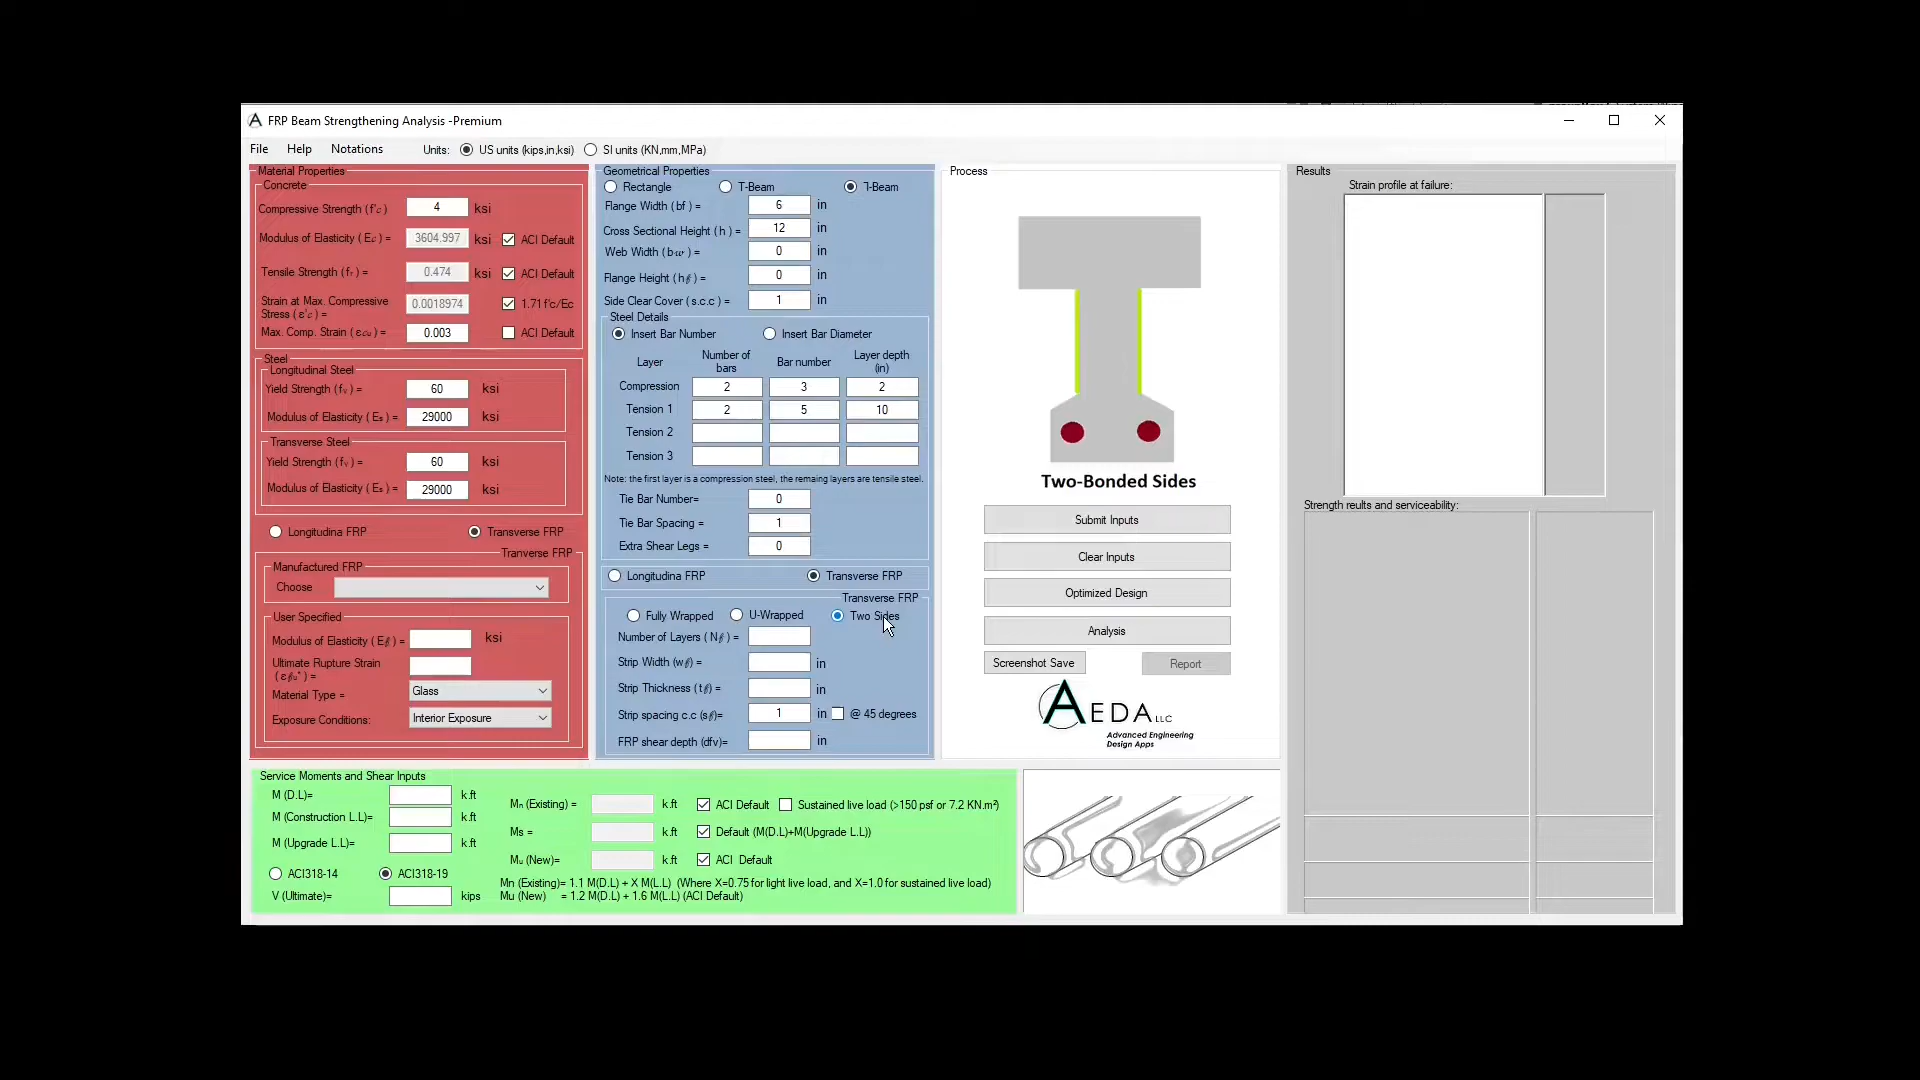 FRP Beam Strengthening Analysis -Premium
File Help Notations Units: US units (kips,in,ksi) SI units (KN,mm,MPa)
Material Properties
Concrete
Compressive Strength (f'c) 4 ksi
Modulus of Elasticity ( Ec ) = 3604.997 ksi ACI Default
Tensile Strength ( fr ) = 0.474 ksi ACI Default
Strain at Max. Compressive
Stress ( ε'c ) = 0.0018974 1.71 f'c/Ec
Max. Comp. Strain ( εcu ) = 0.003 ACI Default
Steel
Longitudinal Steel
Yield Strength ( fy ) = 60 ksi
Modulus of Elasticity ( Es ) = 29000 ksi
Transverse Steel
Yield Strength ( fy ) = 60 ksi
Modulus of Elasticity ( Es ) = 29000 ksi
Longitudina FRP Transverse FRP
Tranverse FRP
Manufactured FRP
Choose
User Specified
Modulus of Elasticity ( Ef ) = ksi
Ultimate Rupture Strain
( εfu* ) =
Material Type = Glass
Exposure Conditions: Interior Exposure
Geometrical Properties
Rectangle T-Beam
Flange Width ( bf ) = 6 in
Cross Sectional Height ( h ) = 12 in
Web Width ( bw ) = 0 in
Flange Height ( hf ) = 0 in
Side Clear Cover ( s.c.c ) = 1 in
Steel Details
Insert Bar Number Insert Bar Diameter
Layer Number of bars Bar number Layer depth (in)
Compression 2 3 2
Tension 1 2 5 10
Tension 2
Tension 3
Note: the first layer is a compression steel, the remaing layers are tensile steel.
Tie Bar Number= 0
Tie Bar Spacing = 1
Extra Shear Legs = 0
Longitudina FRP Transverse FRP
Transverse FRP
Fully Wrapped U-Wrapped Two Sides
Number of Layers ( Nf ) =
Strip Width (wf) = in
Strip Thickness ( tf ) = in
Strip spacing c.c (sf)= 1 in @ 45 degrees
FRP shear depth (dfv)= in
Process
Two-Bonded Sides
Submit Inputs
Clear Inputs
Optimized Design
Analysis
Screenshot Save Report
AEDA LLC
Advanced Engineering
Design Apps
Results
Strain profile at failure:
Strength reults and serviceability:
Service Moments and Shear Inputs
M (D.L)= k.ft
M (Construction L.L)= k.ft
M (Upgrade L.L)= k.ft
ACI318-14 ACI318-19
V (Ultimate)= kips
Mn (Existing) = k.ft ACI Default Sustained live load (>150 psf or 7.2 KN.m²)
Ms = k.ft Default (M(D.L)+M(Upgrade L.L))
Mu (New)= k.ft ACI Default
Mn (Existing)= 1.1 M(D.L) + X M(L.L) (Where X=0.75 for light live load, and X=1.0 for sustained live load)
Mu (New) = 1.2 M(D.L) + 1.6 M(L.L) (ACI Default)